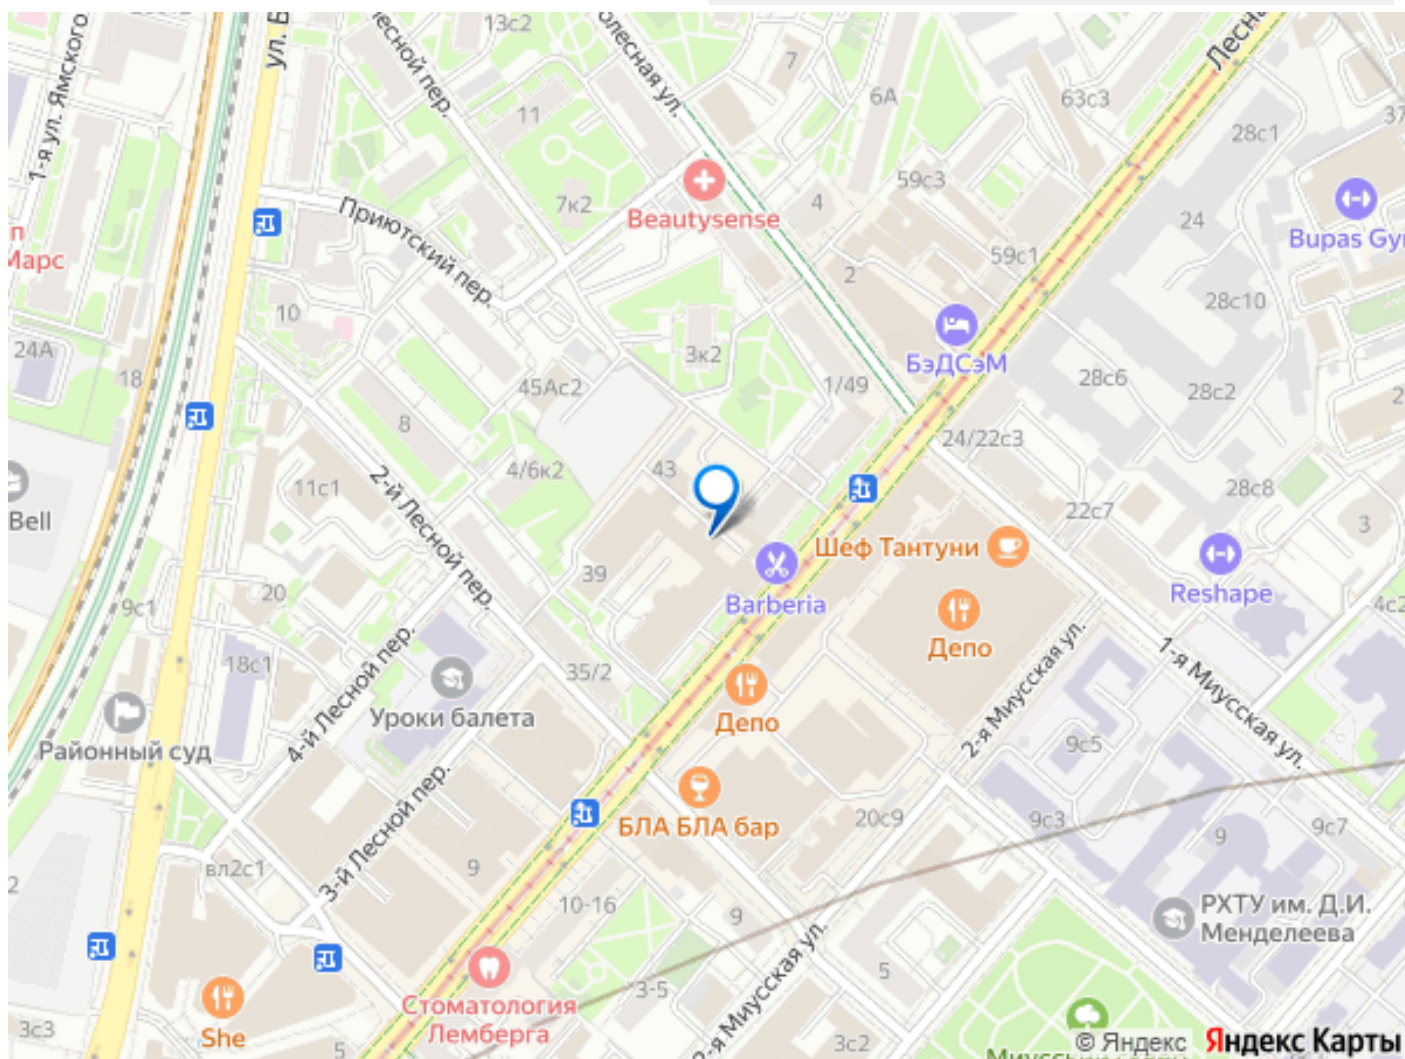 13с2
7
6А
63с3
Лесна
37
28с1
ул. Б
1-я ул. Ямского
лесной пер.
олесная ул.
11
7к2
Beautysense
4
59с3
24
Bupas Gy
59с1
п
Марс
Приютский пер.
2
28с10
10
БэДСэМ
3к2
24А
18
45Ас2
1/49
28с6
28с2
2
8
24/22с3
4/6к2
43
11с1
28с8
2-й Лесной пер.
22с7
3
Bell
Шеф Тантуни
Reshape
39
Barberia
20
9с1
4с2
Депо
18с1
35/2
4-й Лесной пер.
Уроки балета
Депо
2-я Миусская ул.
1-я Миусская ул.
Районный суд
9с5
БЛА БЛА бар
20с9
9с3
9
9с7
3-й Лесной пер.
вл2с1
9
2
10-16
9
РХТУ им. Д.И.
Менделеева
5
3-5
2-я Миусская ул.
Стоматология
Лемберга
She
3с3
5
3с2
© Яндекс
Яндекс Карты